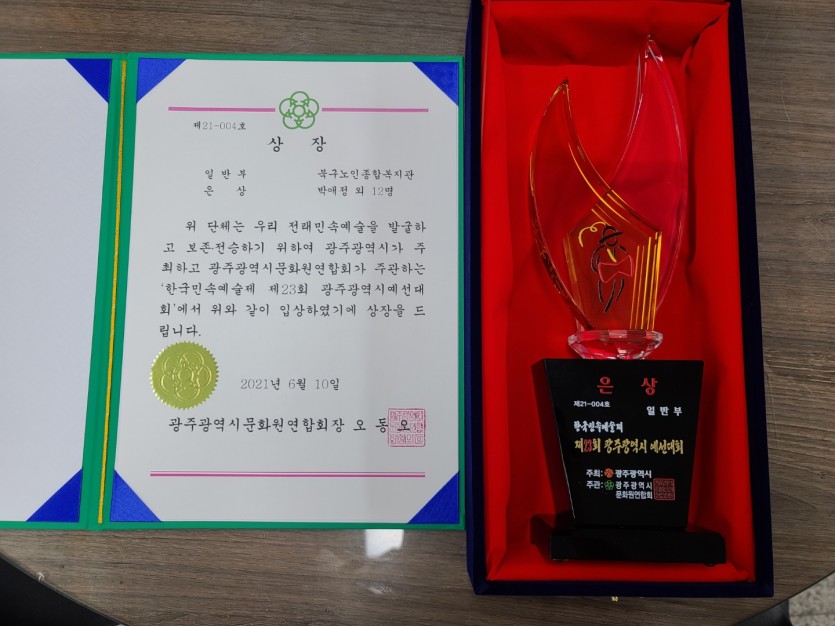 제21-004호
상 장
일 반 부 북구노인종합복지관
은 상 박애정 외 12명
위 단체는 우리 전래민속예술을 발굴하
고 보존·전승하기 위하여 광주광역시가 주
최하고 광주광역시문화원연합회가 주관하는
‘한국민속예술제 제23회 광주광역시예선대
회’에서 위와 같이 입상하였기에 상장을 드
립니다.
2021년 6월 10일
광주광역시문화원연합회장 오 동 오
은 상
제21-004호 일 반 부
한국민속예술제
제23회 광주광역시 예선대회
주최: 광주광역시
주관: 광주광역시
문화원연합회